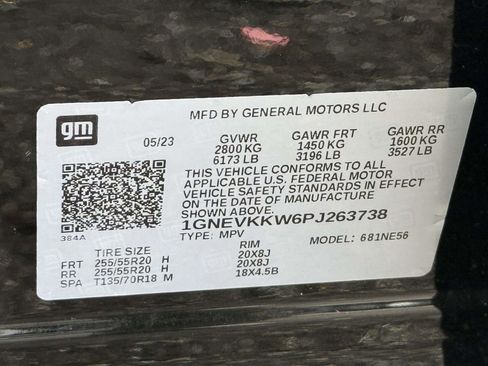 MFD BY GENERAL MOTORS LLC
gm
05/23 GVWR GAWR FRT GAWR RR
2800 KG 1450 KG 1600 KG
6173 LB 3196 LB 3527 LB
THIS VEHICLE CONFORMS TO ALL
APPLICABLE U.S. FEDERAL MOTOR
VEHICLE SAFETY STANDARDS IN EFFECT
ON THE DATE OF MANUFACTURE
SHOWN ABOVE.
1GNEVKKW6PJ263738
384A
TYPE: MPV MODEL: 681NE56
TIRE SIZE RIM
FRT 255/55R20 H 20X8J
RR 255/55R20 H 20X8J
SPA T135/70R18 M 18X4.5B